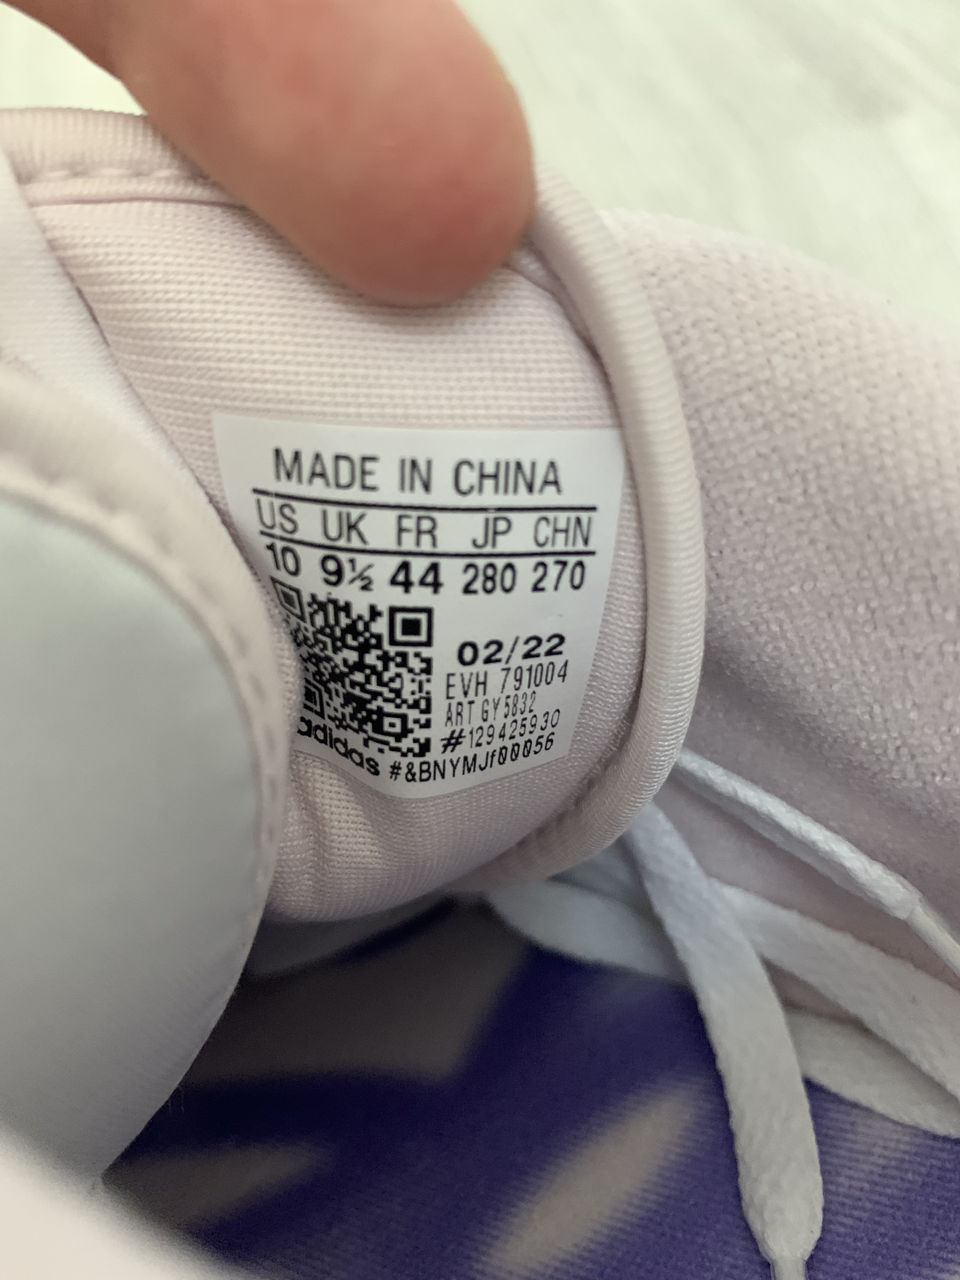 MADE IN CHINA
US UK FR JP CHN
10 9½ 44 280 270
02/22
EVH 791004
ART GY5832
#129425930
adidas #&BNYMJf00056